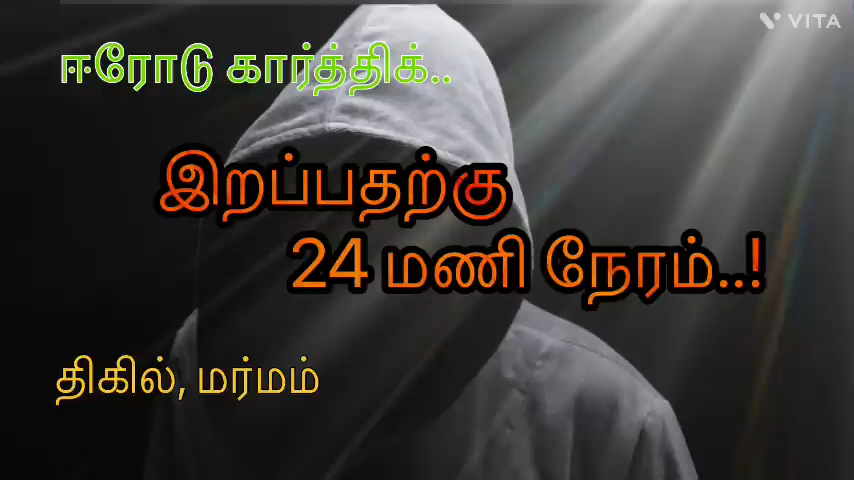 VITA
ஈரோடு கார்த்திக்..
இறப்பதற்கு
24 மணி நேரம்..!
திகில், மர்மம்